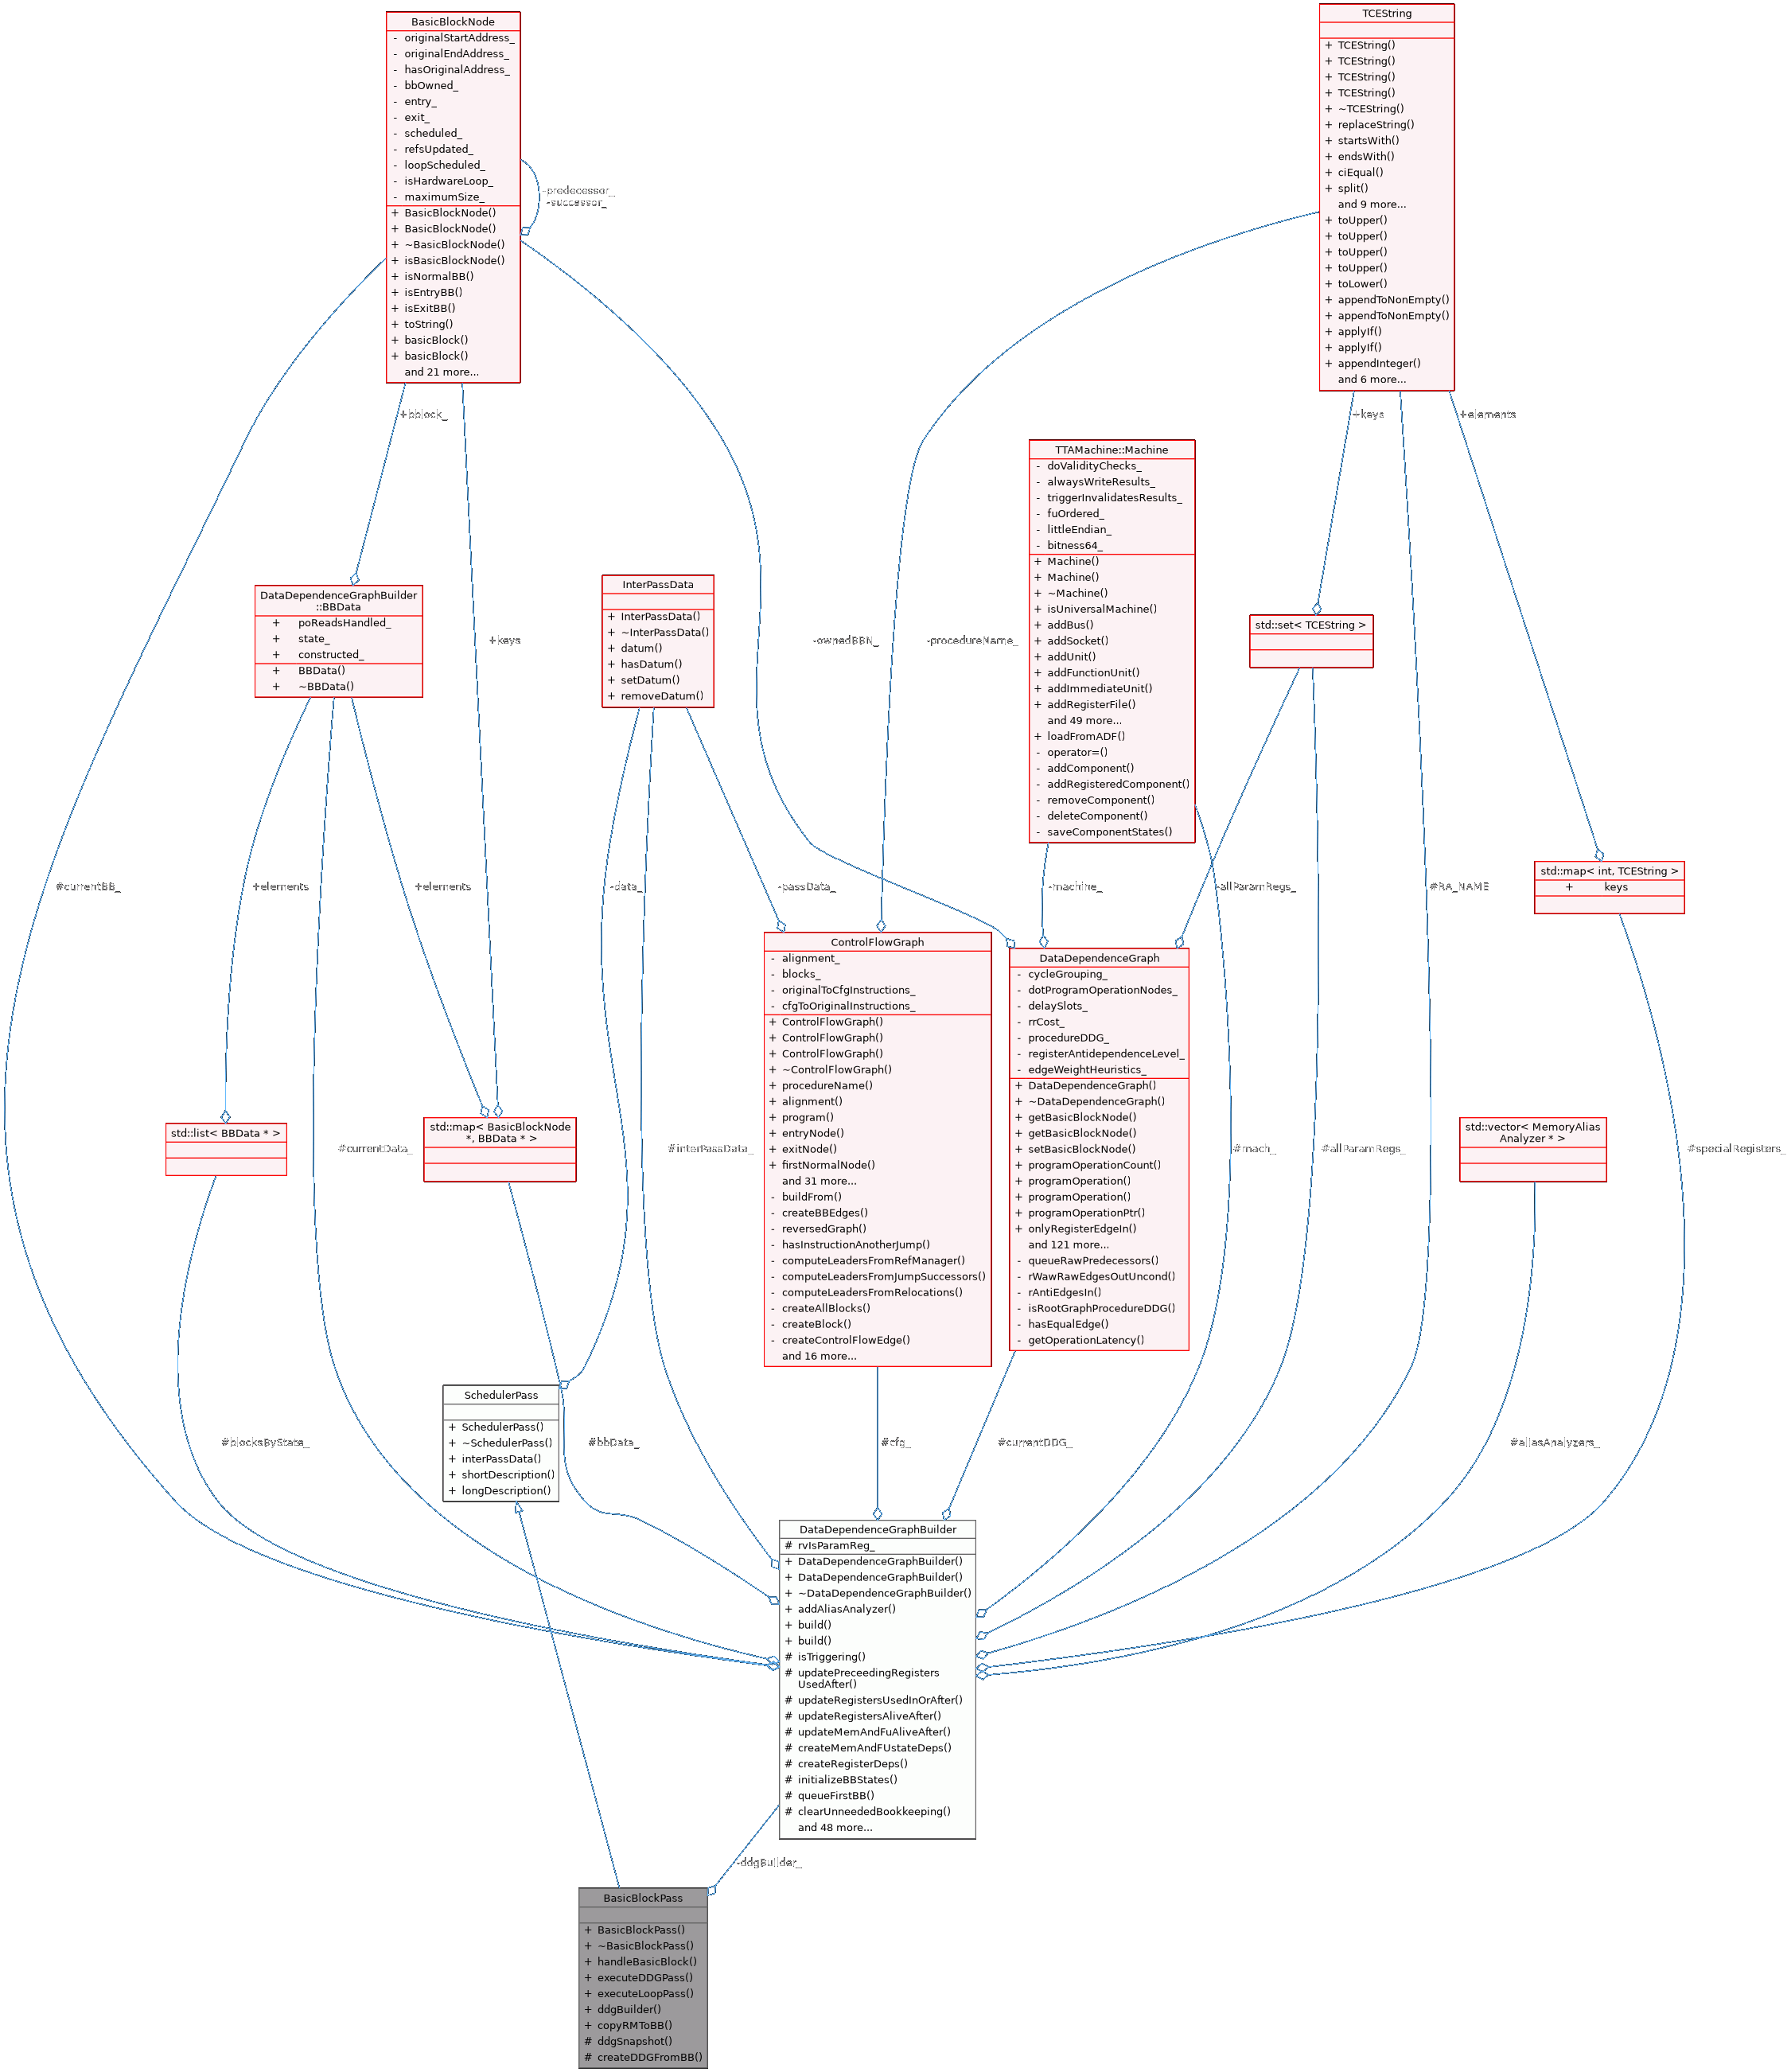 BasicBlockNode
- originalStartAddress_
- originalEndAddress_
- hasOriginalAddress_
- bbOwned_
- entry_
- exit_
- scheduled_
- refsUpdated_
- loopScheduled_
- isHardwareLoop_
- maximumSize_
+ BasicBlockNode()
+ BasicBlockNode()
+ ~BasicBlockNode()
+ isBasicBlockNode()
+ isNormalBB()
+ isEntryBB()
+ isExitBB()
+ toString()
+ basicBlock()
+ basicBlock()
and 21 more...
-predecessor_
-successor_
TCEString
+ TCEString()
+ TCEString()
+ TCEString()
+ TCEString()
+ ~TCEString()
+ replaceString()
+ startsWith()
+ endsWith()
+ ciEqual()
+ split()
and 9 more...
+ toUpper()
+ toUpper()
+ toUpper()
+ toUpper()
+ toLower()
+ appendToNonEmpty()
+ appendToNonEmpty()
+ applyIf()
+ applyIf()
+ appendInteger()
and 6 more...
+bblock_
+keys
+elements
TTAMachine::Machine
- doValidityChecks_
- alwaysWriteResults_
- triggerInvalidatesResults_
- fuOrdered_
- littleEndian_
- bitness64_
+ Machine()
+ Machine()
+ ~Machine()
+ isUniversalMachine()
+ addBus()
+ addSocket()
+ addUnit()
+ addFunctionUnit()
+ addImmediateUnit()
+ addRegisterFile()
and 49 more...
+ loadFromADF()
- operator=()
- addComponent()
- addRegisteredComponent()
- removeComponent()
- deleteComponent()
- saveComponentStates()
DataDependenceGraphBuilder
::BBData
+ poReadsHandled_
+ state_
+ constructed_
+ BBData()
+ ~BBData()
+keys
InterPassData
+ InterPassData()
+ ~InterPassData()
+ datum()
+ hasDatum()
+ setDatum()
+ removeDatum()
-ownedBBN_
-procedureName_
std::set< TCEString >
std::map< int, TCEString >
+ keys
#currentBB_
+elements
+elements
-data_
-passData_
-machine_
-allParamRegs_
#RA_NAME
ControlFlowGraph
- alignment_
- blocks_
- originalToCfgInstructions_
- cfgToOriginalInstructions_
+ ControlFlowGraph()
+ ControlFlowGraph()
+ ControlFlowGraph()
+ ~ControlFlowGraph()
+ procedureName()
+ alignment()
+ program()
+ entryNode()
+ exitNode()
+ firstNormalNode()
and 31 more...
- buildFrom()
- createBBEdges()
- reversedGraph()
- hasInstructionAnotherJump()
- computeLeadersFromRefManager()
- computeLeadersFromJumpSuccessors()
- computeLeadersFromRelocations()
- createAllBlocks()
- createBlock()
- createControlFlowEdge()
and 16 more...
DataDependenceGraph
- cycleGrouping_
- dotProgramOperationNodes_
- delaySlots_
- rrCost_
- procedureDDG_
- registerAntidependenceLevel_
- edgeWeightHeuristics_
+ DataDependenceGraph()
+ ~DataDependenceGraph()
+ getBasicBlockNode()
+ getBasicBlockNode()
+ setBasicBlockNode()
+ programOperationCount()
+ programOperation()
+ programOperation()
+ programOperationPtr()
+ onlyRegisterEdgeIn()
and 121 more...
- queueRawPredecessors()
- rWawRawEdgesOutUncond()
- rAntiEdgesIn()
- isRootGraphProcedureDDG()
- hasEqualEdge()
- getOperationLatency()
std::list< BBData * >
#currentData_
std::map< BasicBlockNode
*, BBData * >
#interPassData_
#mach_
#allParamRegs_
std::vector< MemoryAlias
Analyzer * >
#specialRegisters_
SchedulerPass
+ SchedulerPass()
+ ~SchedulerPass()
+ interPassData()
+ shortDescription()
+ longDescription()
#blocksByState_
#bbData_
#cfg_
#currentDDG_
#aliasAnalyzers_
DataDependenceGraphBuilder
# rvIsParamReg_
+ DataDependenceGraphBuilder()
+ DataDependenceGraphBuilder()
+ ~DataDependenceGraphBuilder()
+ addAliasAnalyzer()
+ build()
+ build()
# isTriggering()
# updatePreceedingRegisters
UsedAfter()
# updateRegistersUsedInOrAfter()
# updateRegistersAliveAfter()
# updateMemAndFuAliveAfter()
# createMemAndFUstateDeps()
# createRegisterDeps()
# initializeBBStates()
# queueFirstBB()
# clearUnneededBookkeeping()
and 48 more...
-ddgBuilder_
BasicBlockPass
+ BasicBlockPass()
+ ~BasicBlockPass()
+ handleBasicBlock()
+ executeDDGPass()
+ executeLoopPass()
+ ddgBuilder()
+ copyRMToBB()
# ddgSnapshot()
# createDDGFromBB()